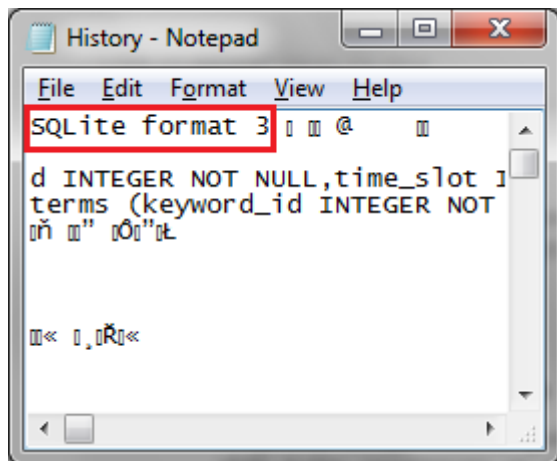 History - Notepad
File Edit Format View Help
SQLite format 3 @
d INTEGER NOT NULL,time_slot I
terms (keyword_id INTEGER NOT
ň ” Ô”Ł
« ¸Ř«